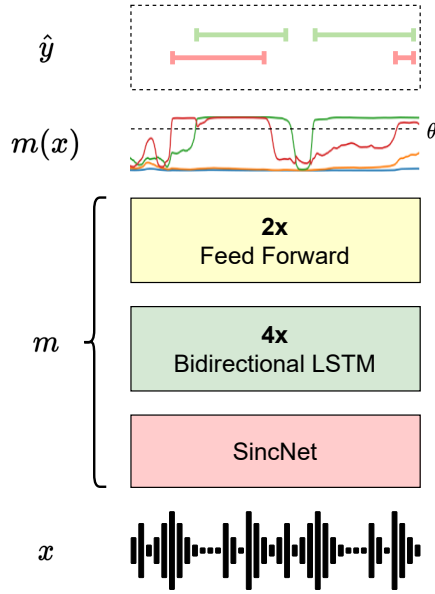 ŷ
m(x)
θ
2x
Feed Forward
m
4x
Bidirectional LSTM
SincNet
x